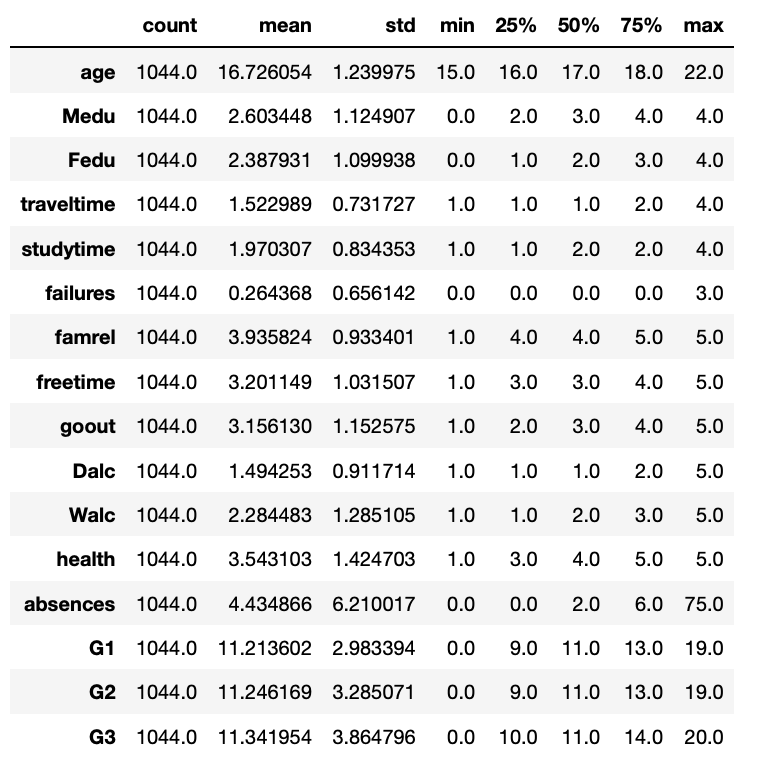 count mean std min 25% 50% 75% max
age 1044.0 16.726054 1.239975 15.0 16.0 17.0 18.0 22.0
Medu 1044.0 2.603448 1.124907 0.0 2.0 3.0 4.0 4.0
Fedu 1044.0 2.387931 1.099938 0.0 1.0 2.0 3.0 4.0
traveltime 1044.0 1.522989 0.731727 1.0 1.0 1.0 2.0 4.0
studytime 1044.0 1.970307 0.834353 1.0 1.0 2.0 2.0 4.0
failures 1044.0 0.264368 0.656142 0.0 0.0 0.0 0.0 3.0
famrel 1044.0 3.935824 0.933401 1.0 4.0 4.0 5.0 5.0
freetime 1044.0 3.201149 1.031507 1.0 3.0 3.0 4.0 5.0
goout 1044.0 3.156130 1.152575 1.0 2.0 3.0 4.0 5.0
Dalc 1044.0 1.494253 0.911714 1.0 1.0 1.0 2.0 5.0
Walc 1044.0 2.284483 1.285105 1.0 1.0 2.0 3.0 5.0
health 1044.0 3.543103 1.424703 1.0 3.0 4.0 5.0 5.0
absences 1044.0 4.434866 6.210017 0.0 0.0 2.0 6.0 75.0
G1 1044.0 11.213602 2.983394 0.0 9.0 11.0 13.0 19.0
G2 1044.0 11.246169 3.285071 0.0 9.0 11.0 13.0 19.0
G3 1044.0 11.341954 3.864796 0.0 10.0 11.0 14.0 20.0